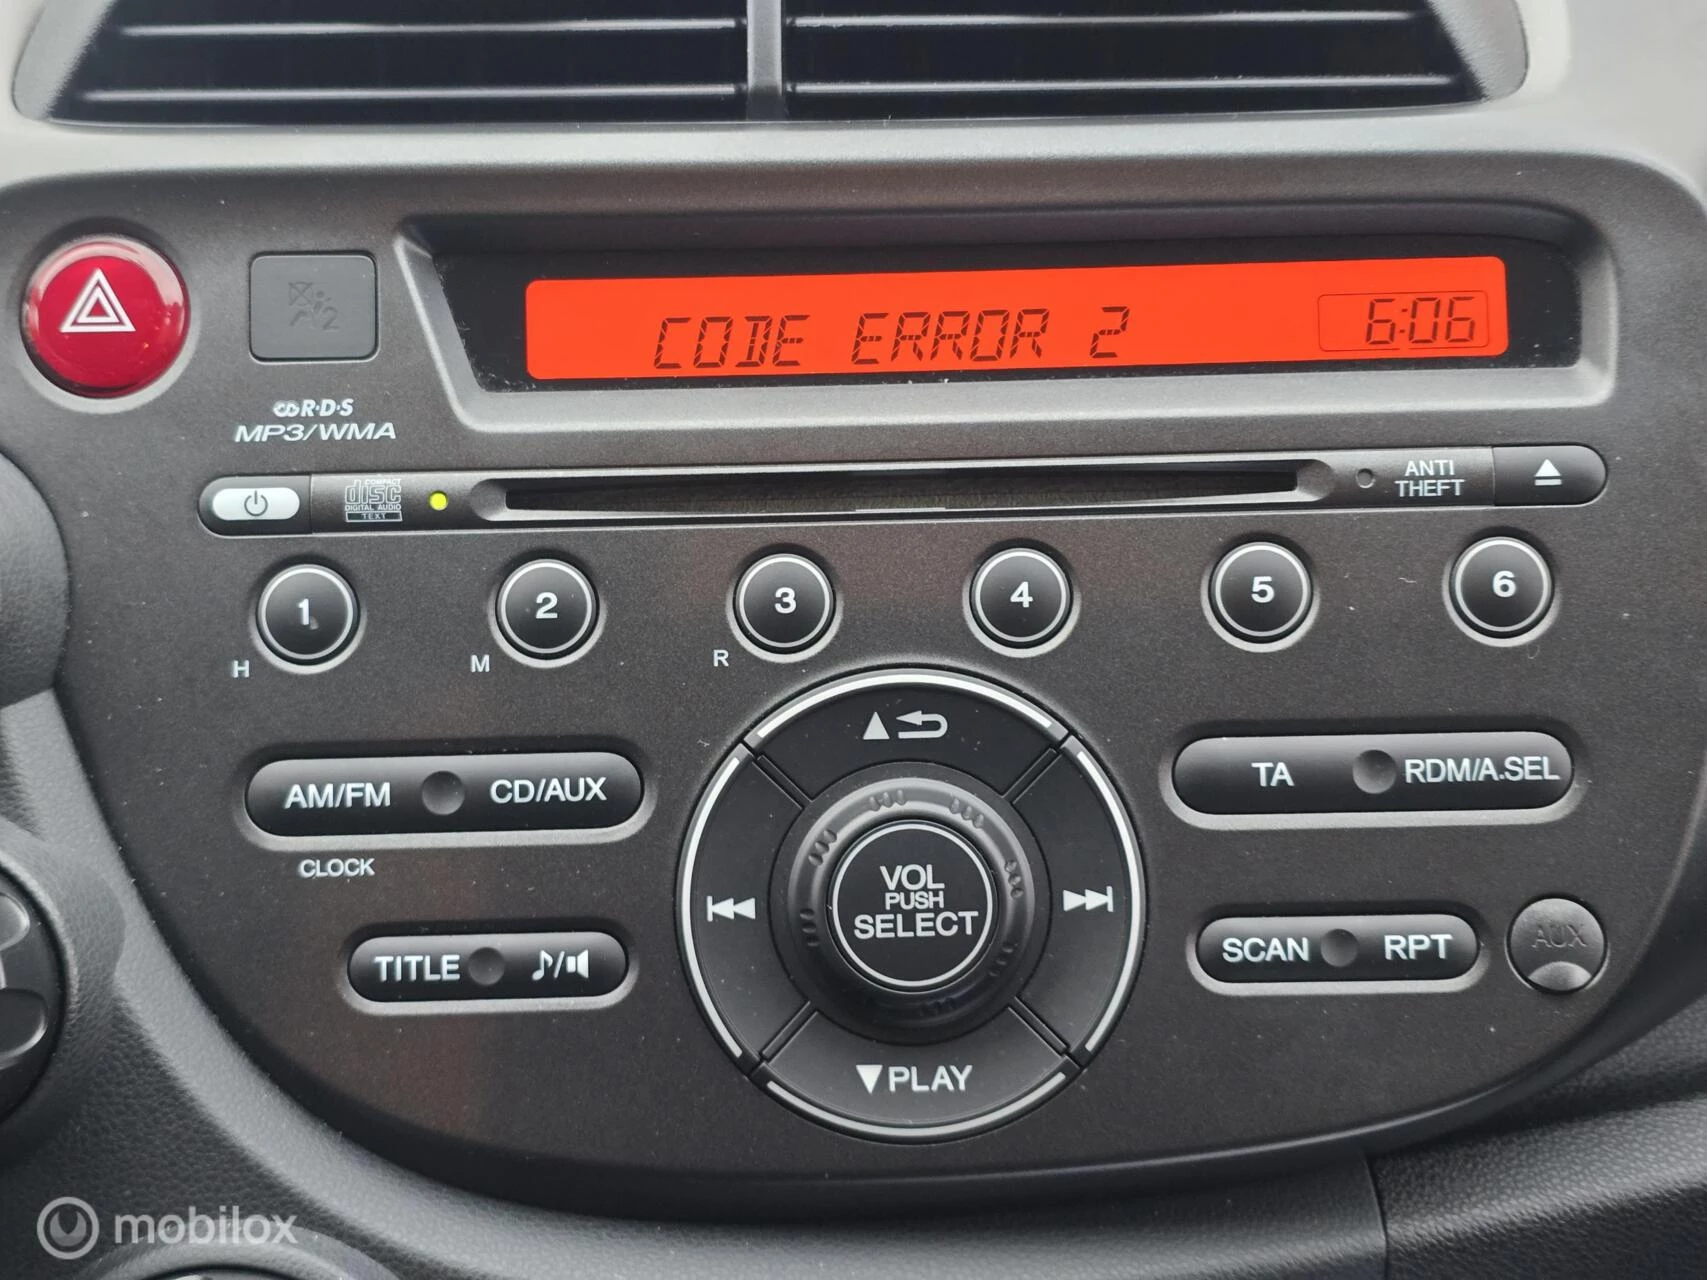 CODE ERROR 2 6:06
2
R·D·S
MP3/WMA
COMPACT
disc
DIGITAL AUDIO
TEXT
ANTI
THEFT
1 2 3 4 5 6
H M R
AM/FM CD/AUX
TA RDM/A.SEL
CLOCK
VOL
PUSH
SELECT
TITLE
SCAN RPT
AUX
PLAY
mobilox